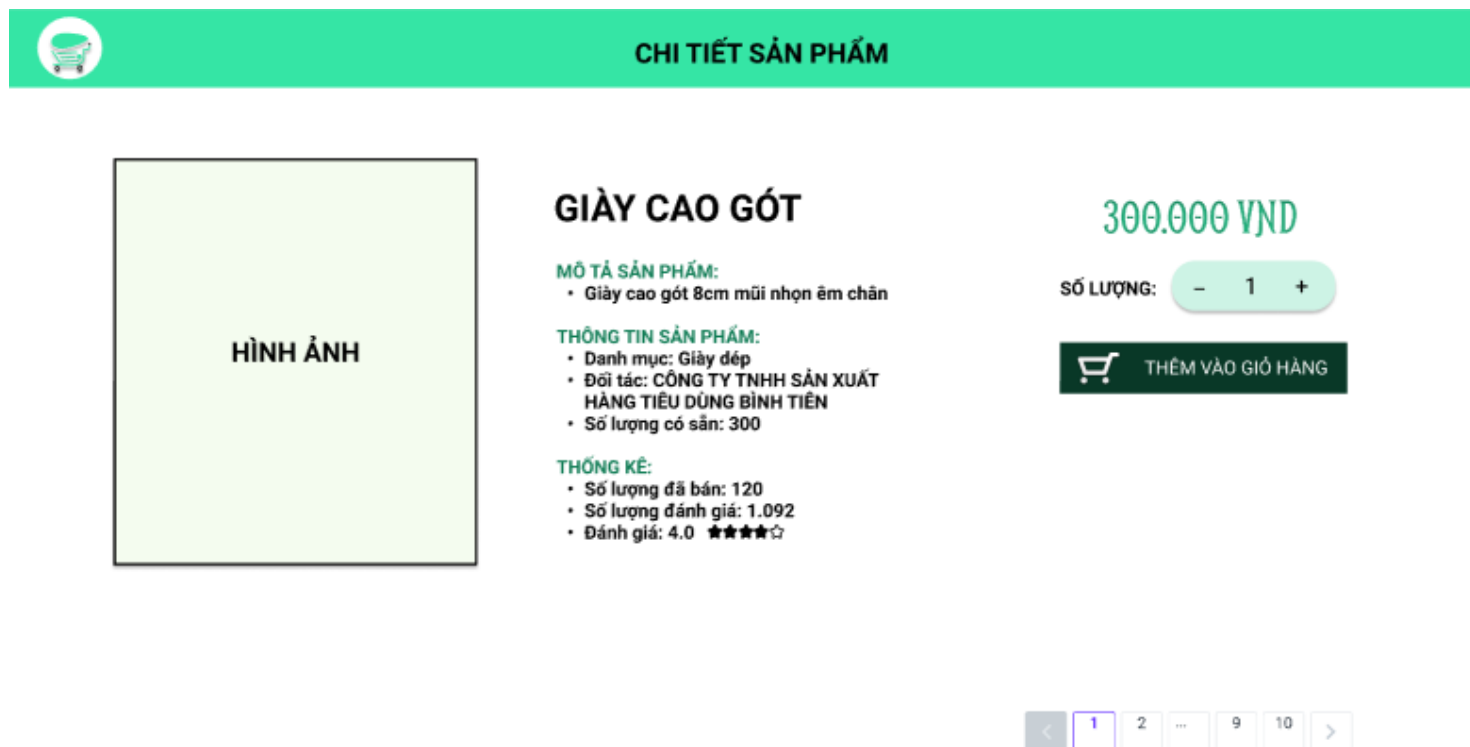 CHI TIẾT SẢN PHẨM
HÌNH ẢNH
GIÀY CAO GÓT
MÔ TẢ SẢN PHẨM:
• Giày cao gót 8cm mũi nhọn êm chân
THÔNG TIN SẢN PHẨM:
• Danh mục: Giày dép
• Đối tác: CÔNG TY TNHH SẢN XUẤT
HÀNG TIÊU DÙNG BÌNH TIÊN
• Số lượng có sẵn: 300
THỐNG KÊ:
• Số lượng đã bán: 120
• Số lượng đánh giá: 1.092
• Đánh giá: 4.0 ★★★★☆
300.000 VND
SỐ LƯỢNG: – 1 +
THÊM VÀO GIỎ HÀNG
< 1 2 ... 9 10 >